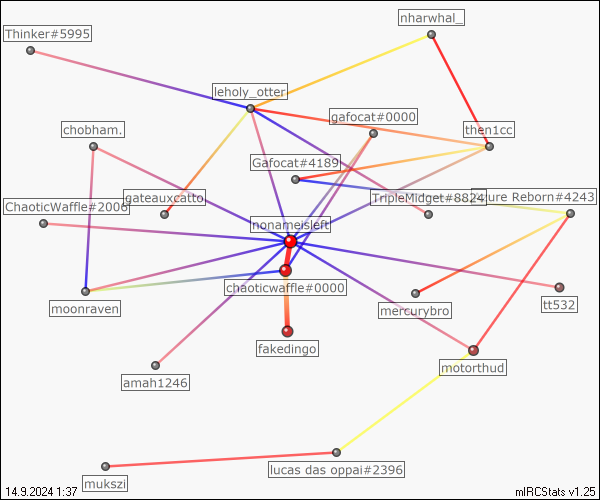 nharwhal_
Thinker#5995
leholy_otter
gafocat#0000
chobham.
then1cc
Gafocat#4189
gateauxcatto
TripleMidget#8824
ure Reborn#4243
ChaoticWaffle#2006
nonameisleft
chaoticwaffle#0000
moonraven
mercurybro
tt532
fakedingo
motorthud
amah1246
lucas das oppai#2396
mukszi
14.9.2024 1:37
mIRCStats v1.25